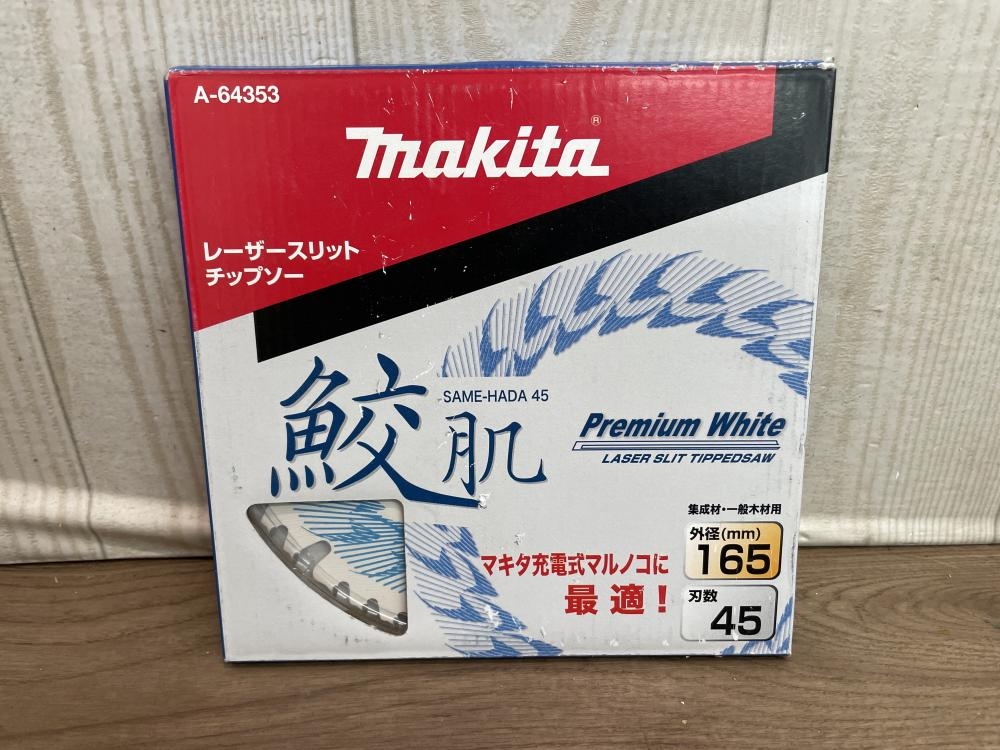 A-64353
makita®
レーザースリット
チップソー
鮫肌
SAME-HADA 45
Premium White
LASER SLIT TIPPEDSAW
集成材・一般木材用
外径(mm)
165
マキタ充電式マルノコに
最適!
刃数
45